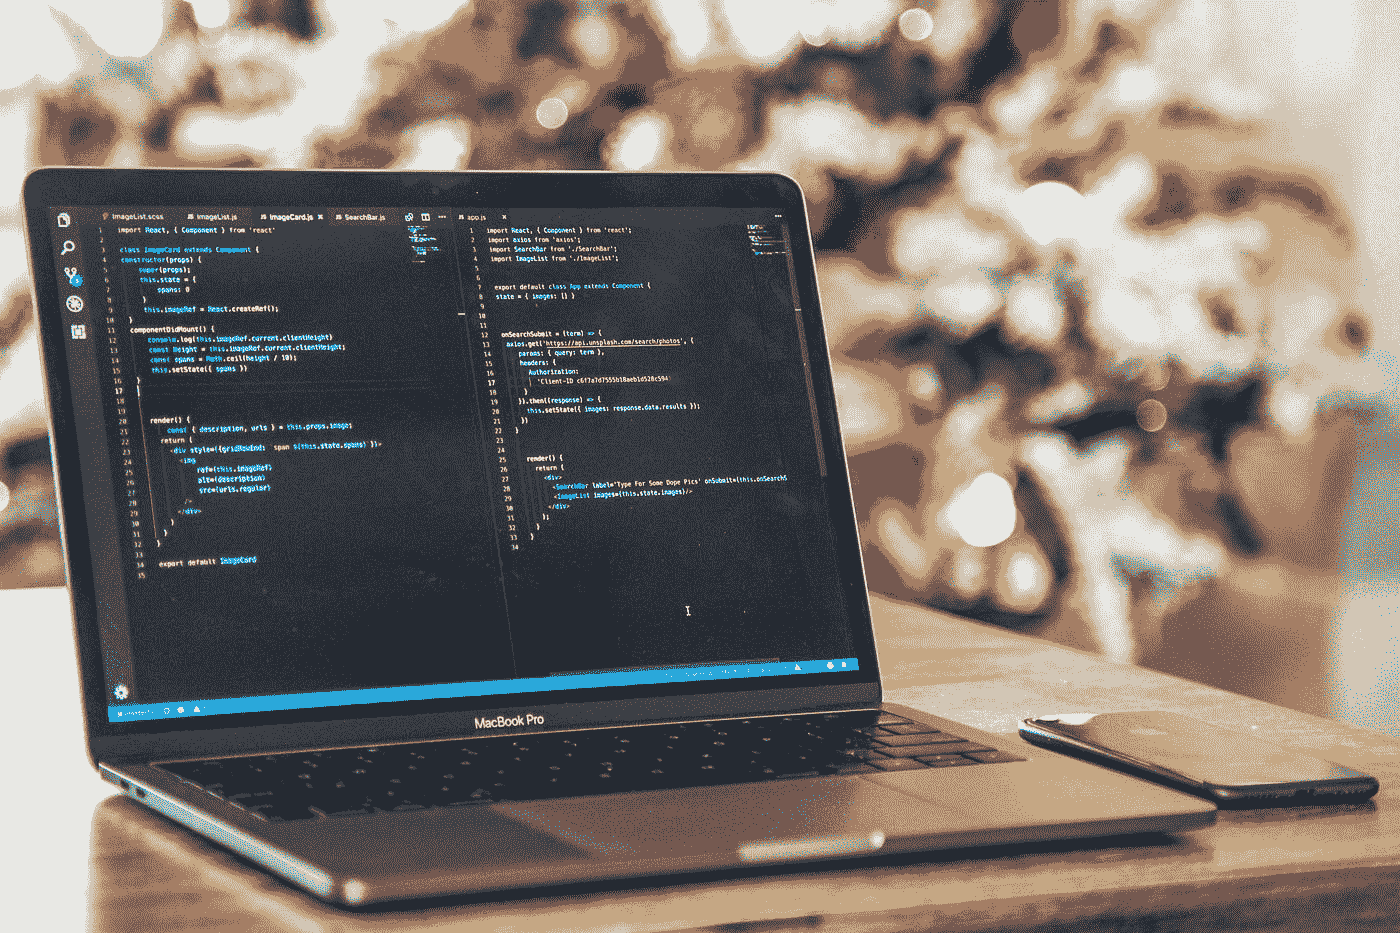 ImageList.scss
ImageList.js
ImageCard.js
SearchBar.js
1 import React, { Component } from 'react'
2
3 class ImageCard extends Component {
4 constructor(props) {
5 super(props);
6 this.state = {
7 spans: 0
8 }
9 this.imageRef = React.createRef();
10 }
11 componentDidMount() {
12 console.log(this.imageRef.current.clientHeight)
13 const height = this.imageRef.current.clientHeight;
14 const spans = Math.ceil(height / 10);
15 this.setState({ spans })
16 }
17
18
19
20 render() {
21 const { description, urls } = this.props.image;
22 return (
23 <div style={{gridRowEnd: `span ${this.state.spans}`}}>
24 <img
25 ref={this.imageRef}
26 alt={description}
27 src={urls.regular}
28 />
29 </div>
30 )
31 }
32 }
33
34 export default ImageCard
35
app.js
1 import React, { Component } from 'react';
2 import axios from 'axios';
3 import SearchBar from './SearchBar';
4 import ImageList from './ImageList';
5
6
7 export default class App extends Component {
8 state = { images: [] }
9
10
11
12 onSearchSubmit = (term) => {
13 axios.get('https://api.unsplash.com/search/photos', {
14 params: { query: term },
15 headers: {
16 Authorization:
17 'Client-ID
18 }
19 }).then((response) => {
20 this.setState({ images: response.data.results });
21 })
22 }
23
24
25 render() {
26 return (
27 <div>
28 <SearchBar label='Type For Some Dope Pics' onSubmit={this.onSearchS
29 <ImageList images={this.state.images}/>
30 </div>
31 );
32 }
33 }
34
MacBook Pro